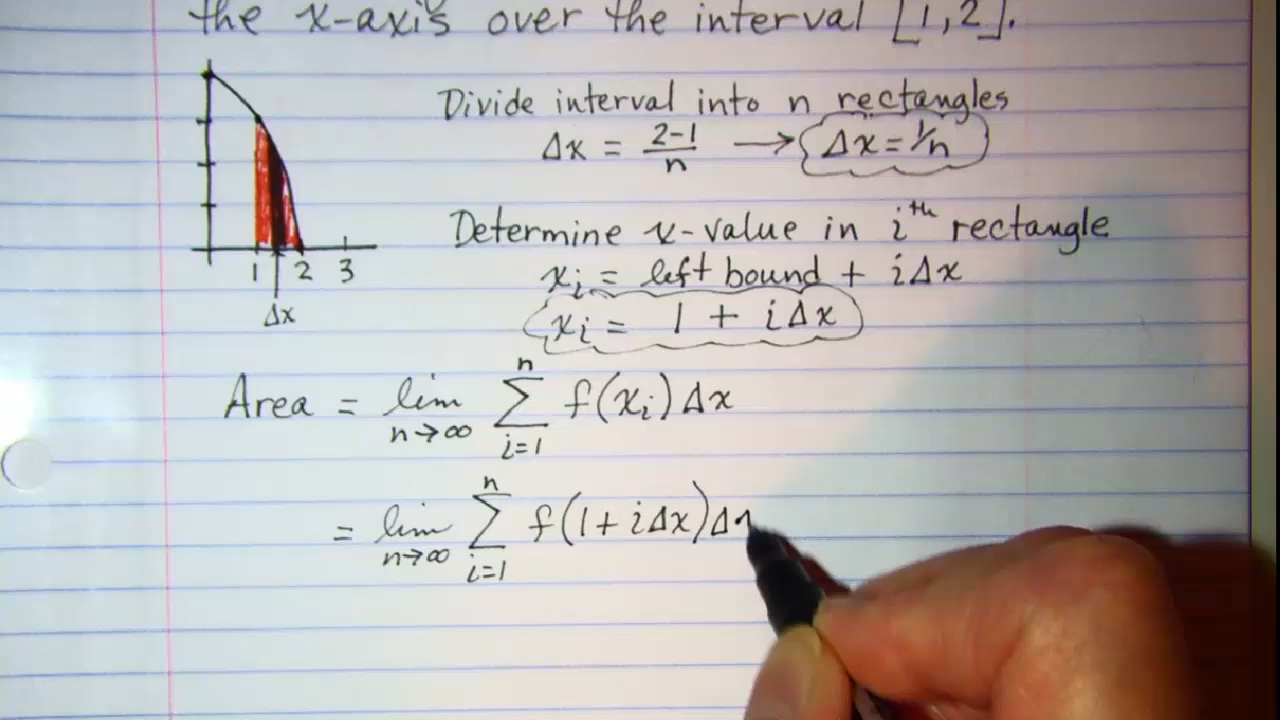 the x-axis over the interval [1,2].
Divide interval into n rectangles
Δx = (2-1)/n → Δx = 1/n
1 2 3
Δx
Determine x-value in iᵗʰ rectangle
xᵢ = left bound + iΔx
xᵢ = 1 + iΔx
Area = lim n→∞ ∑ i=1 n f(xᵢ)Δx
= lim n→∞ ∑ i=1 n f(1+iΔx)Δx